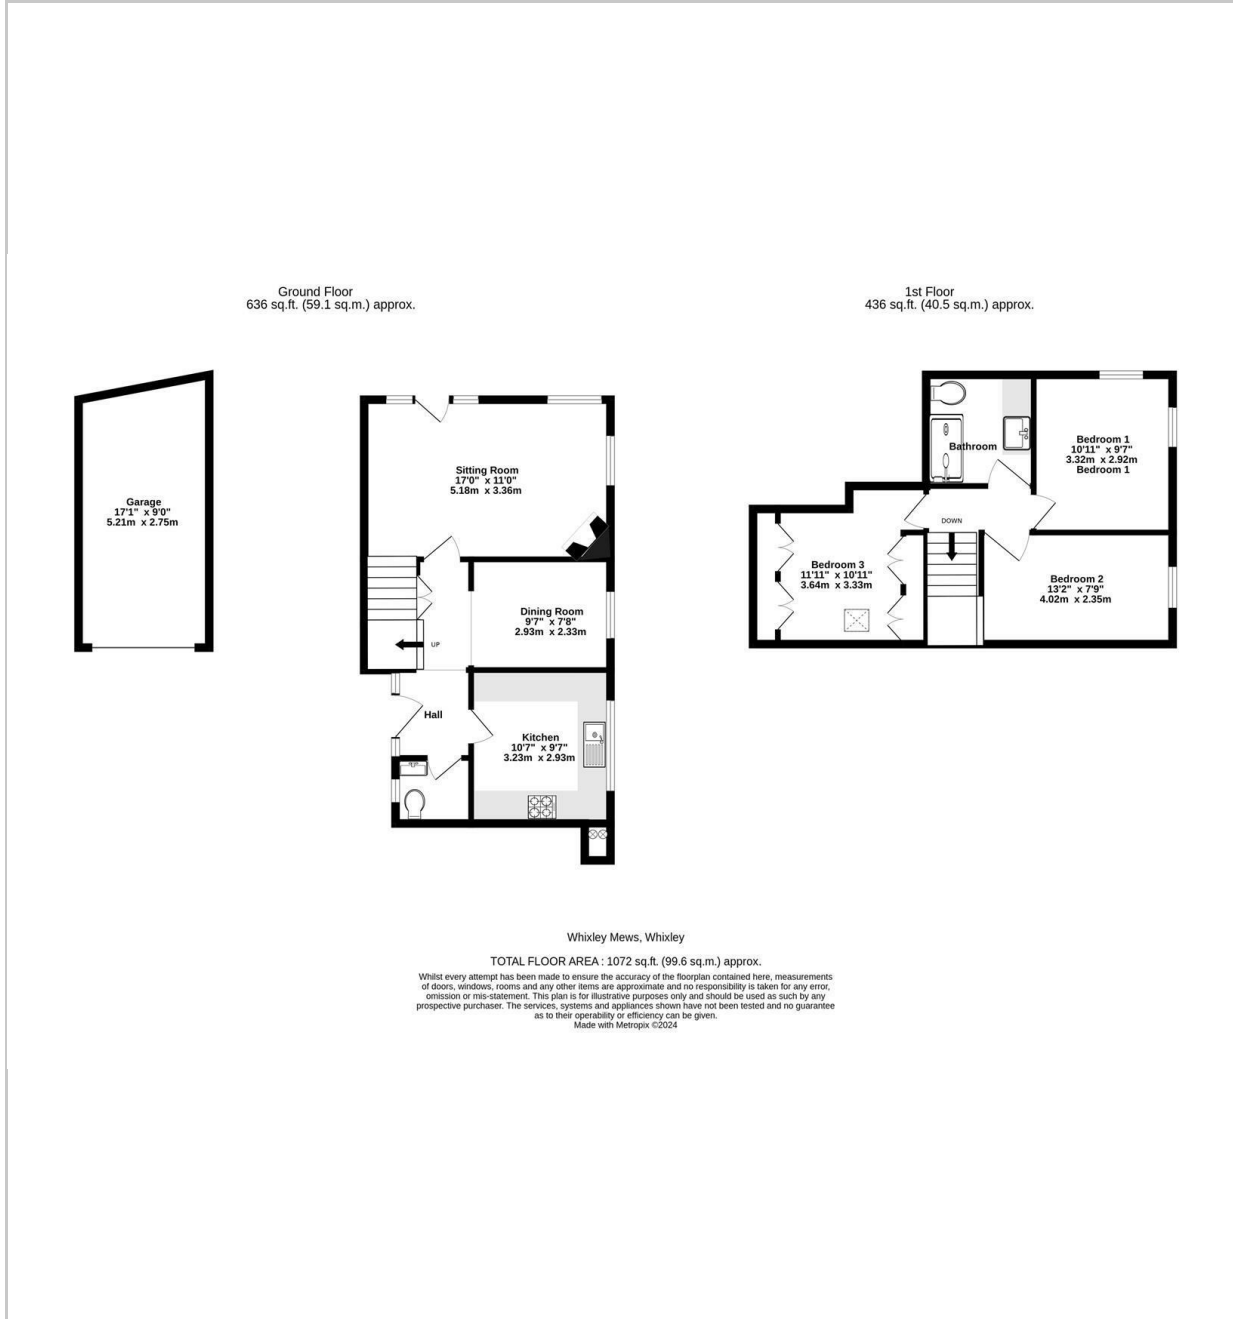 Ground Floor
636 sq.ft. (59.1 sq.m.) approx.
1st Floor
436 sq.ft. (40.5 sq.m.) approx.
Garage
17'1" x 9'0"
5.21m x 2.75m
Sitting Room
17'0" x 11'0"
5.18m x 3.36m
Dining Room
9'7" x 7'8"
2.93m x 2.33m
UP
Hall
Kitchen
10'7" x 9'7"
3.23m x 2.93m
Bathroom
Bedroom 1
10'11" x 9'7"
3.32m x 2.92m
Bedroom 1
DOWN
Bedroom 3
11'11" x 10'11"
3.64m x 3.33m
Bedroom 2
13'2" x 7'9"
4.02m x 2.35m
Whixley Mews, Whixley
TOTAL FLOOR AREA : 1072 sq.ft. (99.6 sq.m.) approx.
Whilst every attempt has been made to ensure the accuracy of the floorplan contained here, measurements
of doors, windows, rooms and any other items are approximate and no responsibility is taken for any error,
omission or mis-statement. This plan is for illustrative purposes only and should be used as such by any
prospective purchaser. The services, systems and appliances shown have not been tested and no guarantee
as to their operability or efficiency can be given.
Made with Metropix ©2024